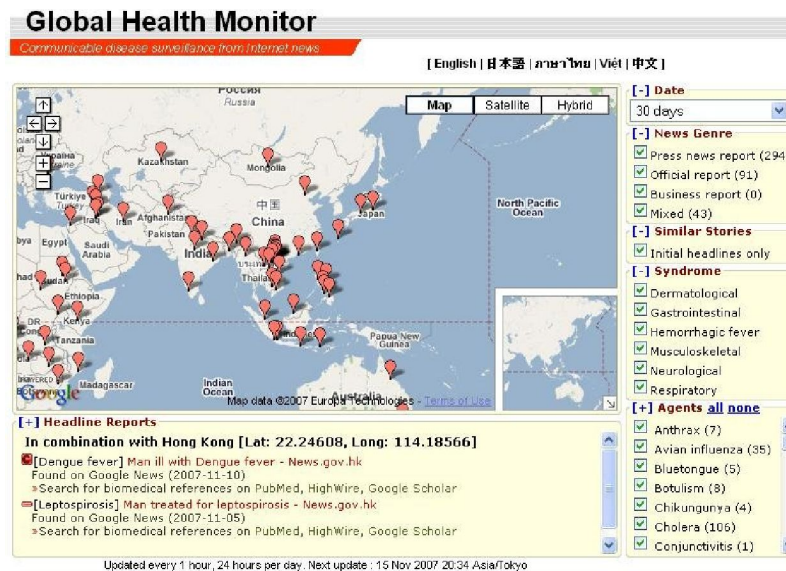 Global Health Monitor
Communicable disease surveillance from Internet news
[ English | 日本語 | ภาษาไทย | Việt | 中文 ]
Map
Satellite
Hybrid
Russia
Kazakhstan
Mongolia
Türkiye
Turkey
Iraq
Iran
Afghanistan
Pakistan
中国
China
Japan
North Pacific
Ocean
Egypt
Saudi
Arabia
India
Sudan
Ethiopia
Kenya
DR
Tanzania
Papua New
Guinea
Madagascar
Indian
Ocean
Australia
Google
Map data ©2007 Europa Technologies - Terms of Use
[-] Date
30 days
[-] News Genre
Press news report (294
Official report (91)
Business report (0)
Mixed (43)
[-] Similar Stories
Initial headlines only
[-] Syndrome
Dermatological
Gastrointestinal
Hemorrhagic fever
Musculoskeletal
Neurological
Respiratory
[+] Agents all none
Anthrax (7)
Avian influenza (35)
Bluetongue (5)
Botulism (8)
Chikungunya (4)
Cholera (106)
Conjunctivitis (1)
[+] Headline Reports
In combination with Hong Kong [Lat: 22.24608, Long: 114.18566]
[Dengue fever] Man ill with Dengue fever - News.gov.hk
Found on Google News (2007-11-10)
»Search for biomedical references on PubMed, HighWire, Google Scholar
[Leptospirosis] Man treated for leptospirosis - News.gov.hk
Found on Google News (2007-11-05)
»Search for biomedical references on PubMed, HighWire, Google Scholar
Updated every 1 hour, 24 hours per day. Next update : 15 Nov 2007 20:34 Asia/Tokyo